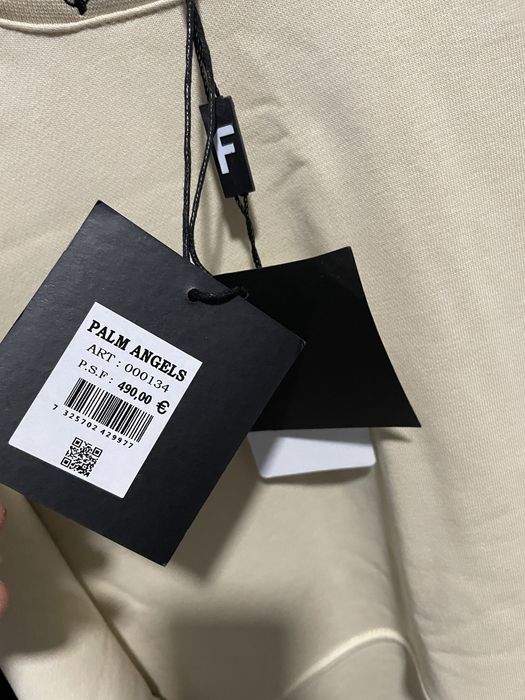 F
PALM ANGELS
ART : 000134
P.S.F : 490,00 €
7 325702 429977